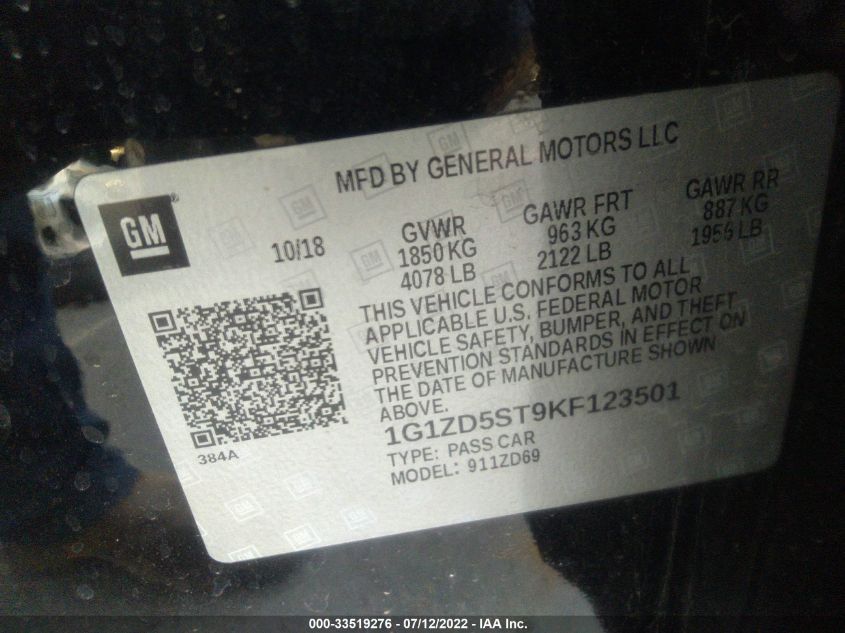 MFD BY GENERAL MOTORS LLC
GM
®
10/18
GVWR
1850 KG
4078 LB
GAWR FRT
963 KG
2122 LB
GAWR RR
887 KG
1956 LB
THIS VEHICLE CONFORMS TO ALL
APPLICABLE U.S. FEDERAL MOTOR
VEHICLE SAFETY, BUMPER, AND THEFT
PREVENTION STANDARDS IN EFFECT ON
THE DATE OF MANUFACTURE SHOWN
ABOVE.
1G1ZD5ST9KF123501
TYPE: PASS CAR
MODEL: 911ZD69
384A
000-33519276 - 07/12/2022 - IAA Inc.